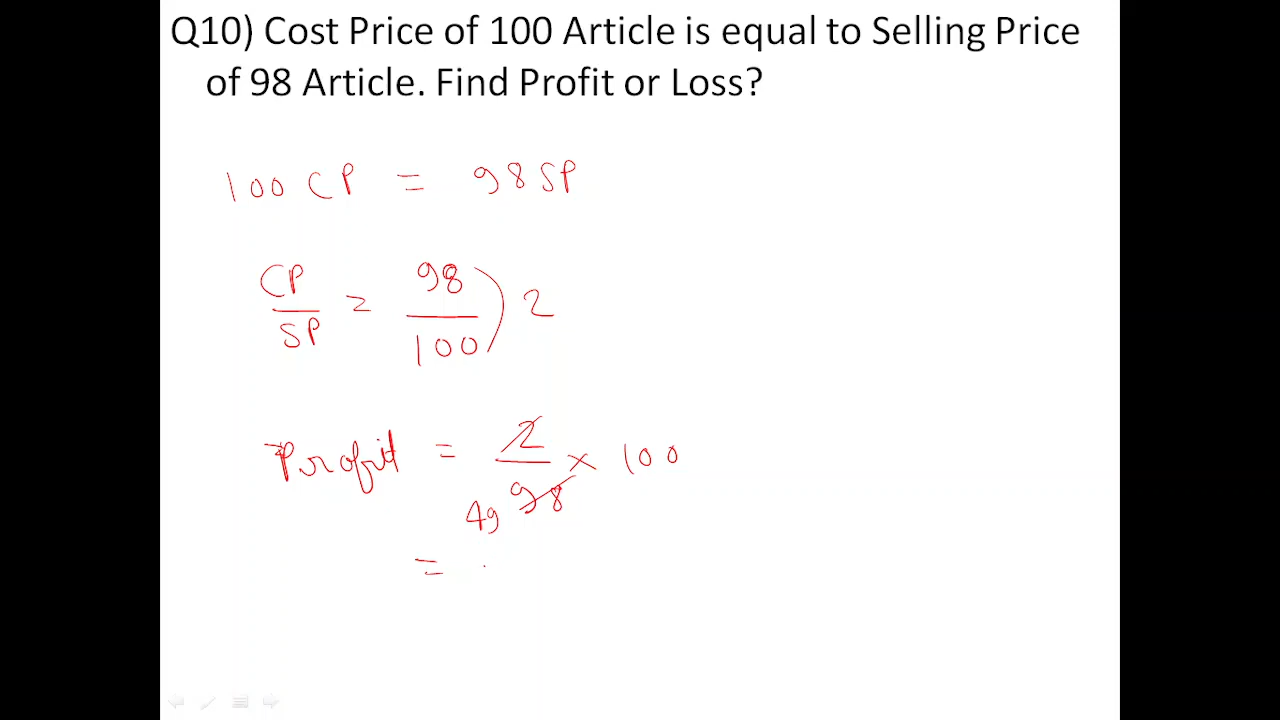 Q10) Cost Price of 100 Article is equal to Selling Price
of 98 Article. Find Profit or Loss?
100 CP = 98 SP
CP/SP = 98/100 ) 2
Profit = 2/98 × 100
49
=